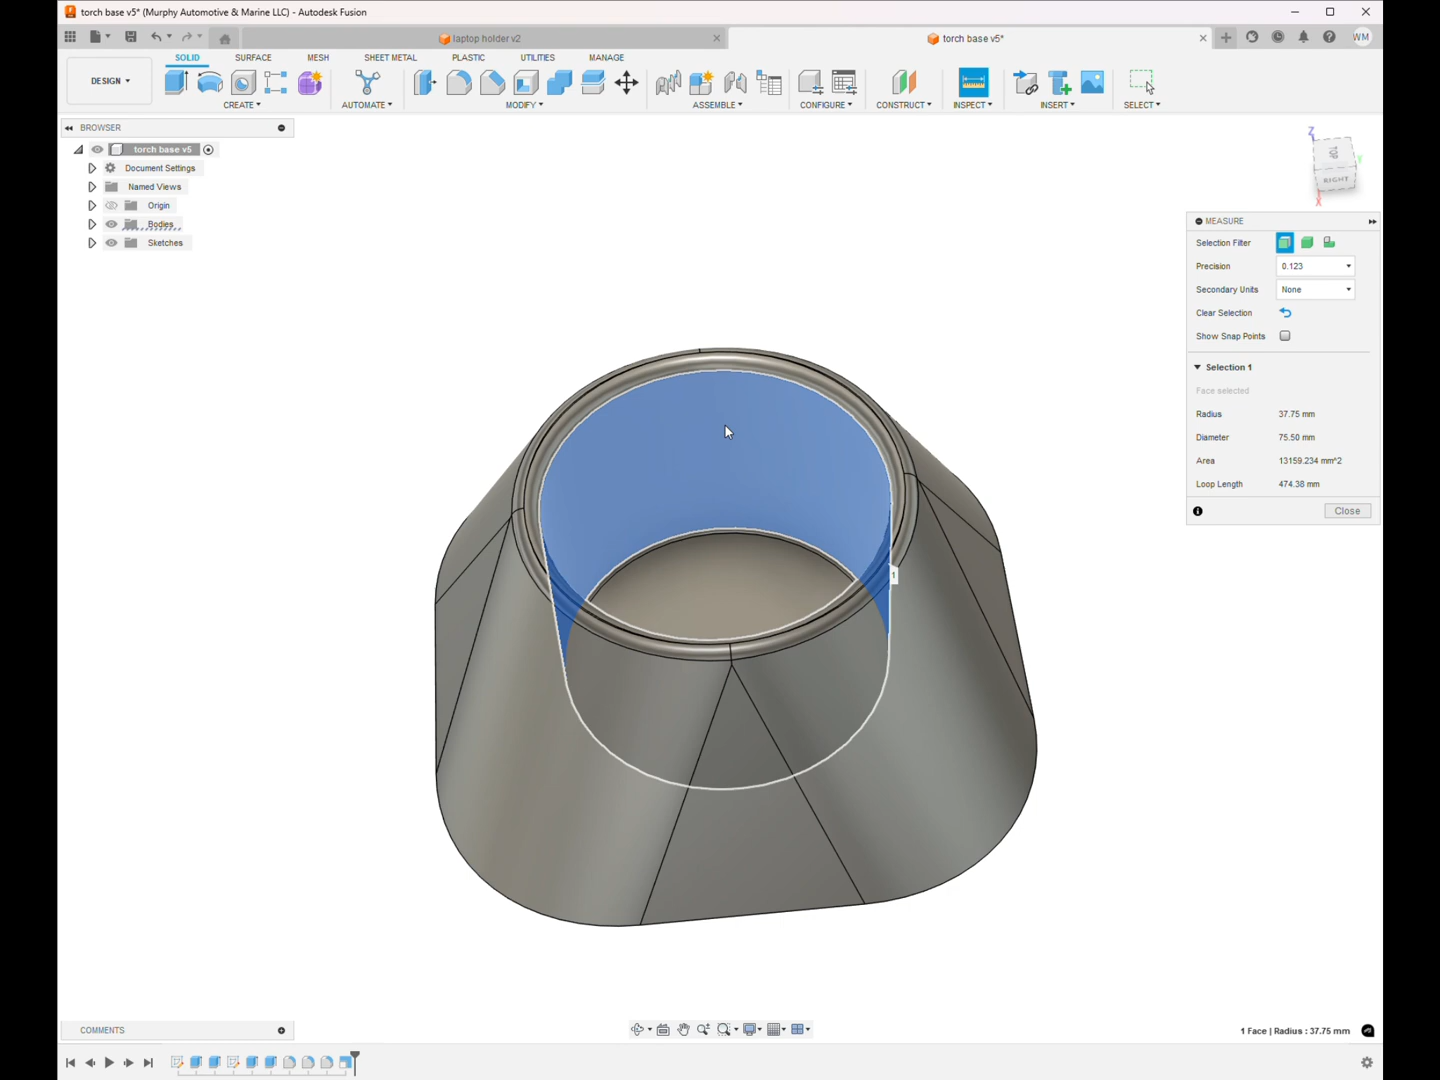 torch base v5* (Murphy Automotive & Marine LLC) - Autodesk Fusion
laptop holder v2
torch base v5*
WM
DESIGN
SOLID SURFACE MESH SHEET METAL PLASTIC UTILITIES MANAGE
CREATE AUTOMATE MODIFY ASSEMBLE CONFIGURE CONSTRUCT INSPECT INSERT SELECT
BROWSER
torch base v5
Document Settings
Named Views
Origin
Bodies
Sketches
Z
TOP
Y
RIGHT
X
MEASURE
Selection Filter
Precision 0.123
Secondary Units None
Clear Selection
Show Snap Points
Selection 1
Face selected
Radius 37.75 mm
Diameter 75.50 mm
Area 13159.234 mm^2
Loop Length 474.38 mm
Close
1
COMMENTS
1 Face | Radius : 37.75 mm